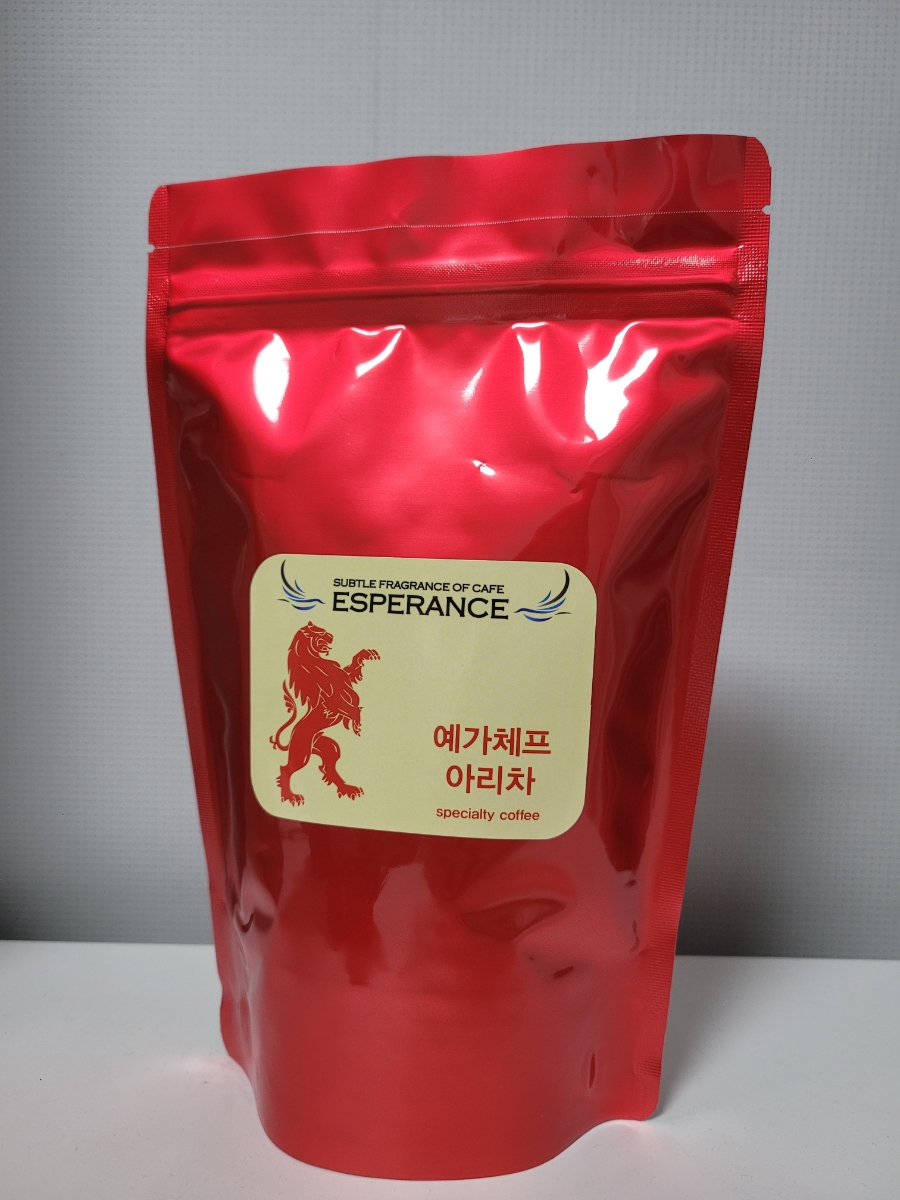 SUBTLE FRAGRANCE OF CAFE
ESPERANCE
예가체프
아리차
specialty coffee